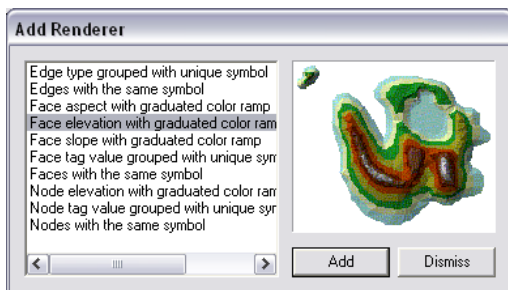 Add Renderer
Edge type grouped with unique symbol
Edges with the same symbol
Face aspect with graduated color ramp
Face elevation with graduated color ram
Face slope with graduated color ramp
Face tag value grouped with unique sym
Faces with the same symbol
Node elevation with graduated color ram
Node tag value grouped with unique syr
Nodes with the same symbol
Add
Dismiss